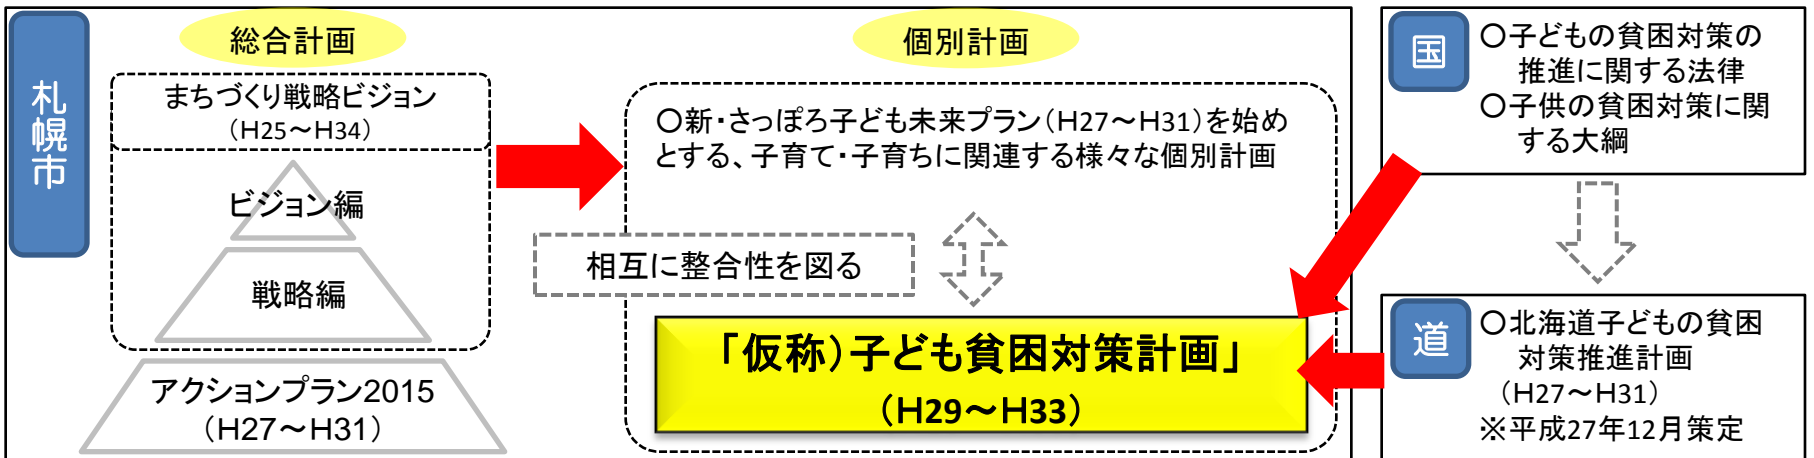 札幌市
総合計画
まちづくり戦略ビジョン
（H25～H34）
ビジョン編
戦略編
アクションプラン2015
（H27～H31）
個別計画
○新・さっぽろ子ども未来プラン（H27～H31）を始め
とする、子育て・子育ちに関連する様々な個別計画
相互に整合性を図る
「仮称）子ども貧困対策計画」
（H29～H33）
国
○子どもの貧困対策の
推進に関する法律
○子供の貧困対策に関
する大綱
道
○北海道子どもの貧困
対策推進計画
（H27～H31）
※平成27年12月策定